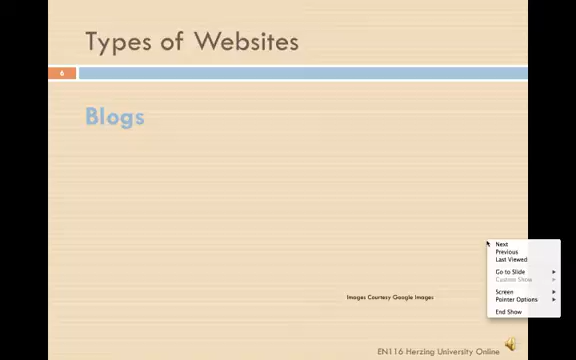 Types of Websites
6
Blogs
Next
Previous
Last Viewed
Go to Slide
Custom Show
Screen
Pointer Options
End Show
Images Courtesy Google Images
EN116 Herzing University Online